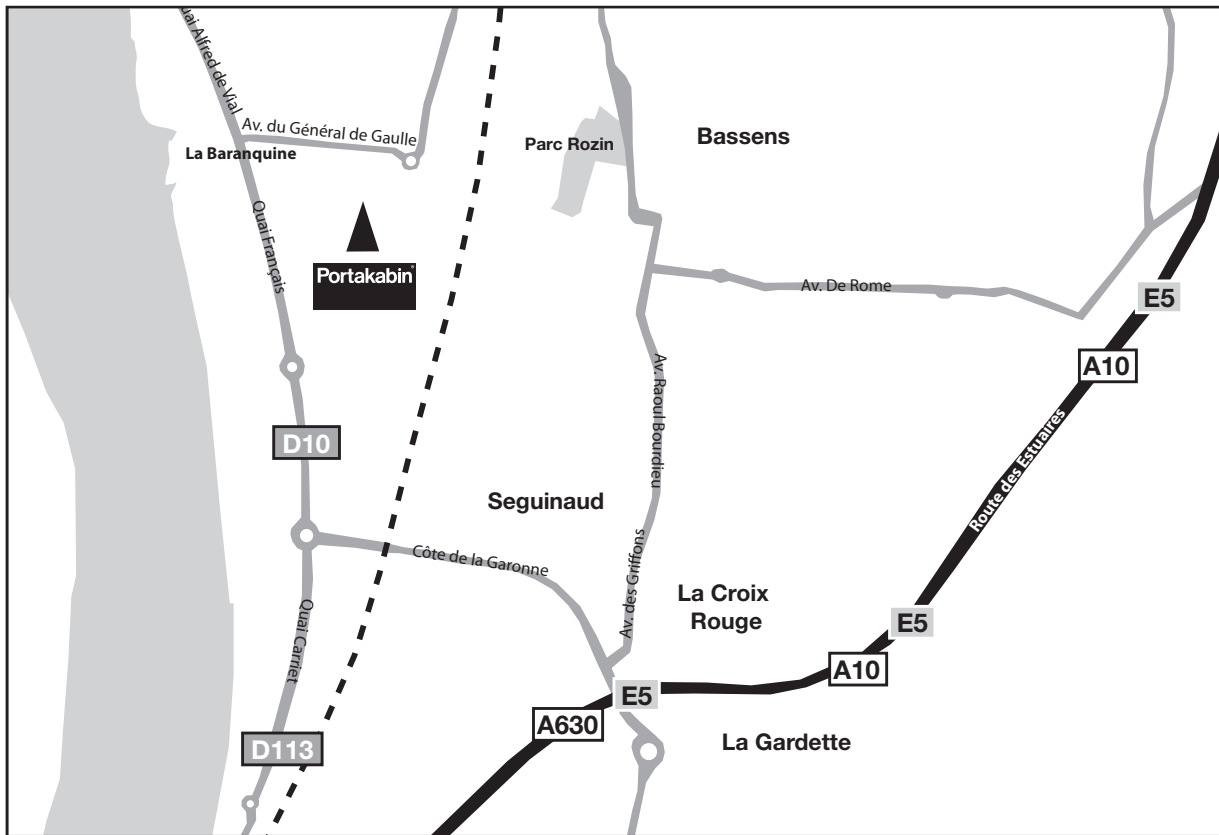 Quai Alfred de Vial
Av. du Général de Gaulle
La Baranquine
Parc Rozin
Bassens
Quai Français
Portakabin®
Av. De Rome
E5
A10
Av. Raoul Bourdieu
D10
Route des Estuaires
Seguinaud
Côte de la Garonne
Av. des Griffons
La Croix
Rouge
E5
Quai Carriet
A10
E5
A630
D113
La Gardette